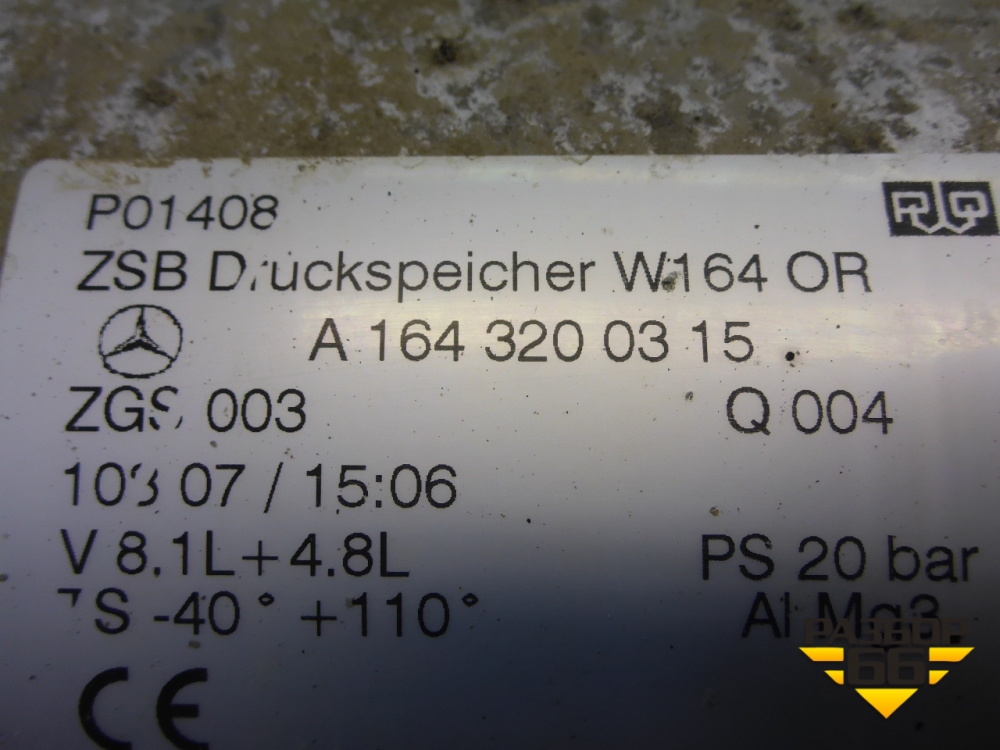 P01408
ZSB Druckspeicher W164 OR
A 164 320 03 15
ZGS 003 Q 004
07 / 15:06
V 8.1L+4.8L PS 20 bar
TS -40° +110° Al Mg3
CE
РАЗБОР
66